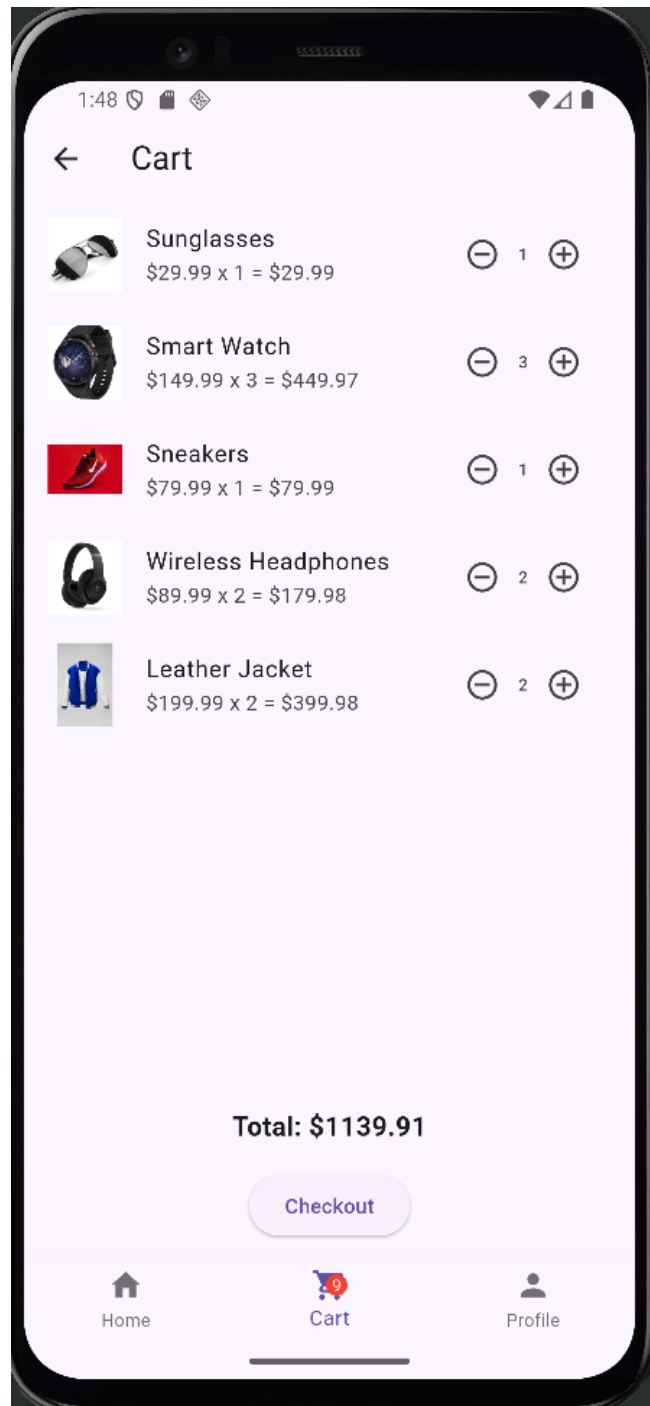 1:48
Cart
Sunglasses
$29.99 x 1 = $29.99
1
Smart Watch
$149.99 x 3 = $449.97
3
Sneakers
$79.99 x 1 = $79.99
1
Wireless Headphones
$89.99 x 2 = $179.98
2
Leather Jacket
$199.99 x 2 = $399.98
2
Total: $1139.91
Checkout
9
Home
Cart
Profile